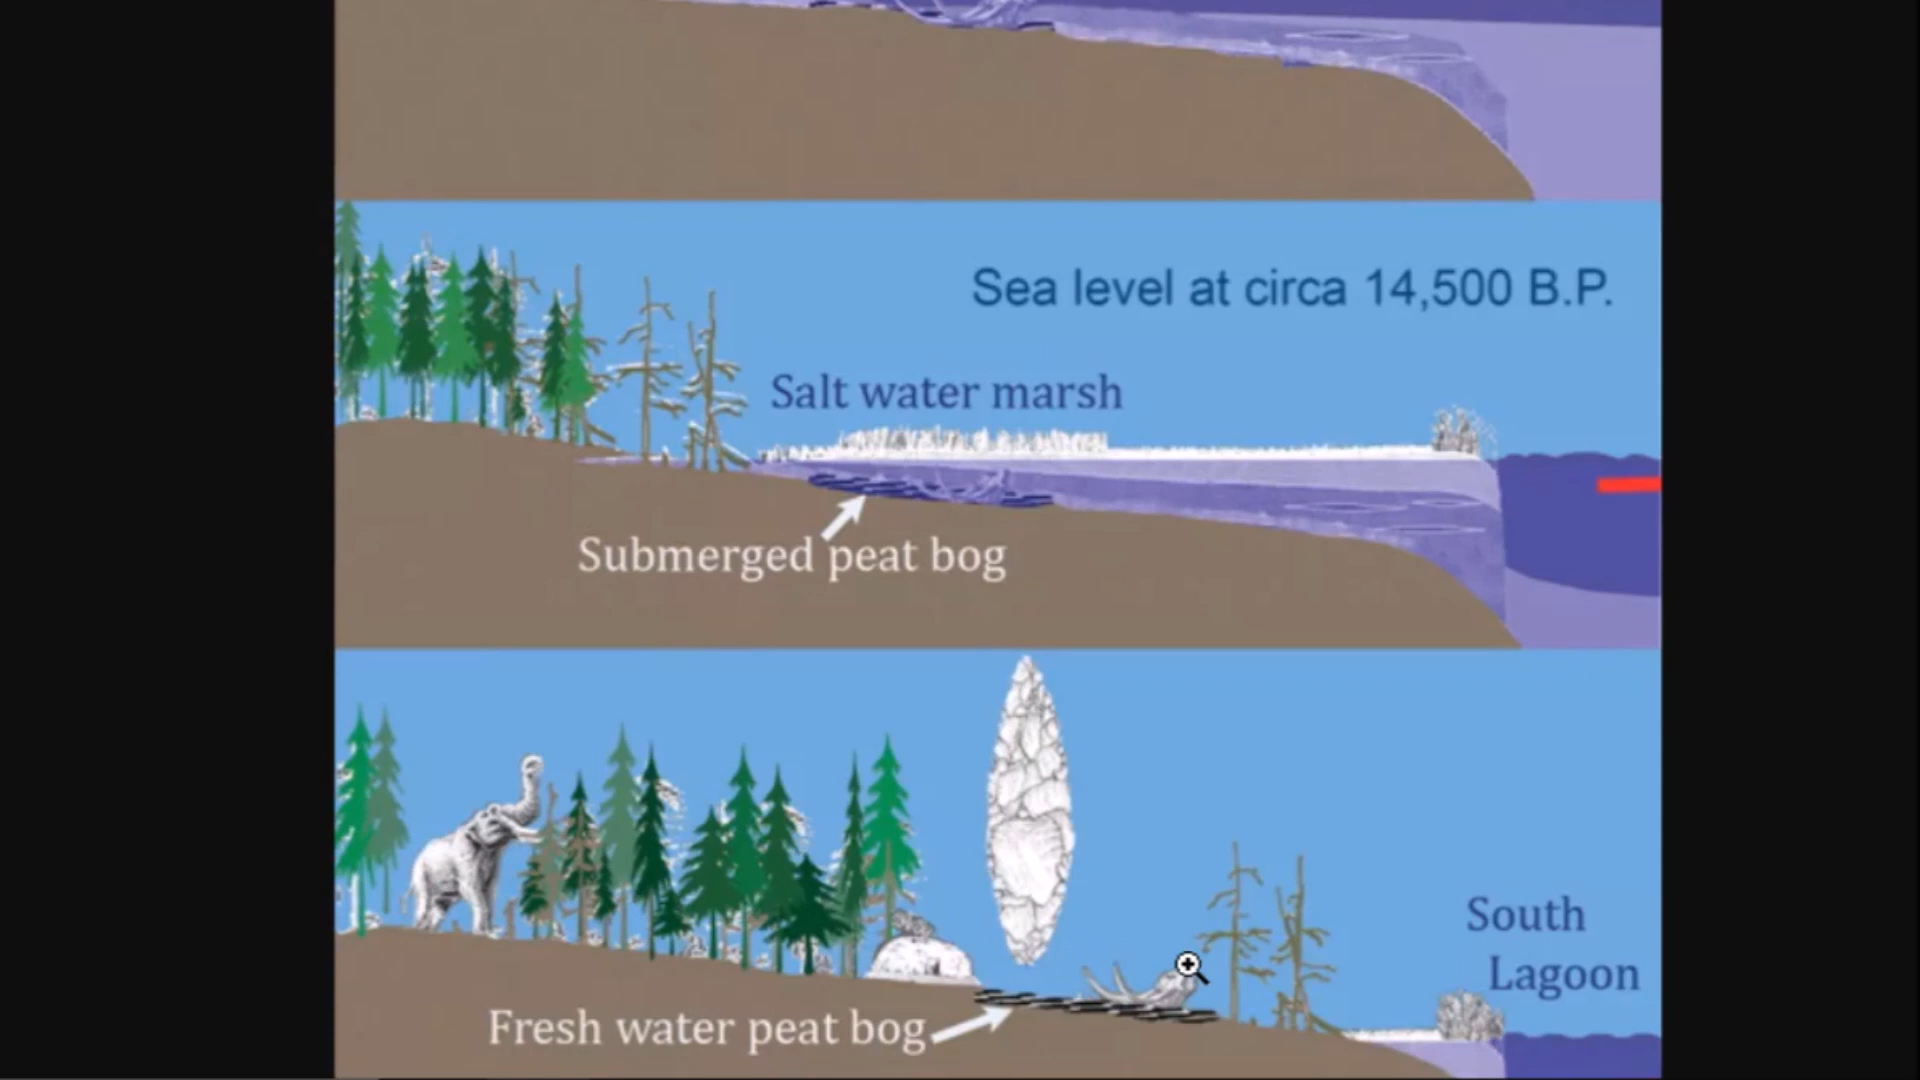 Sea level at circa 14,500 B.P.
Salt water marsh
Submerged peat bog
South
Lagoon
Fresh water peat bog